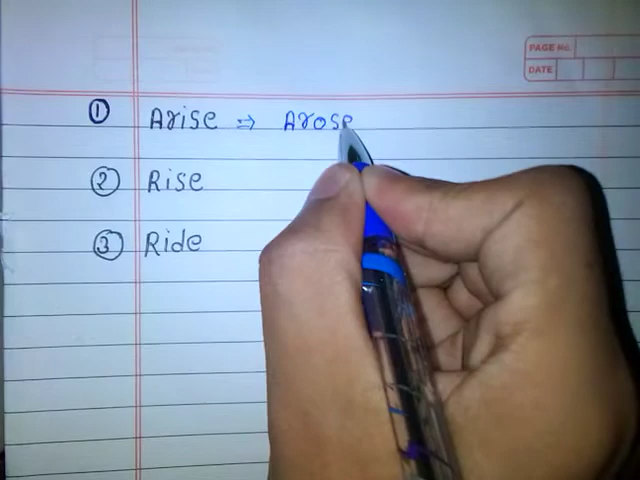 PAGE No.
DATE
① Arise ⇒ Arose
② Rise
③ Ride